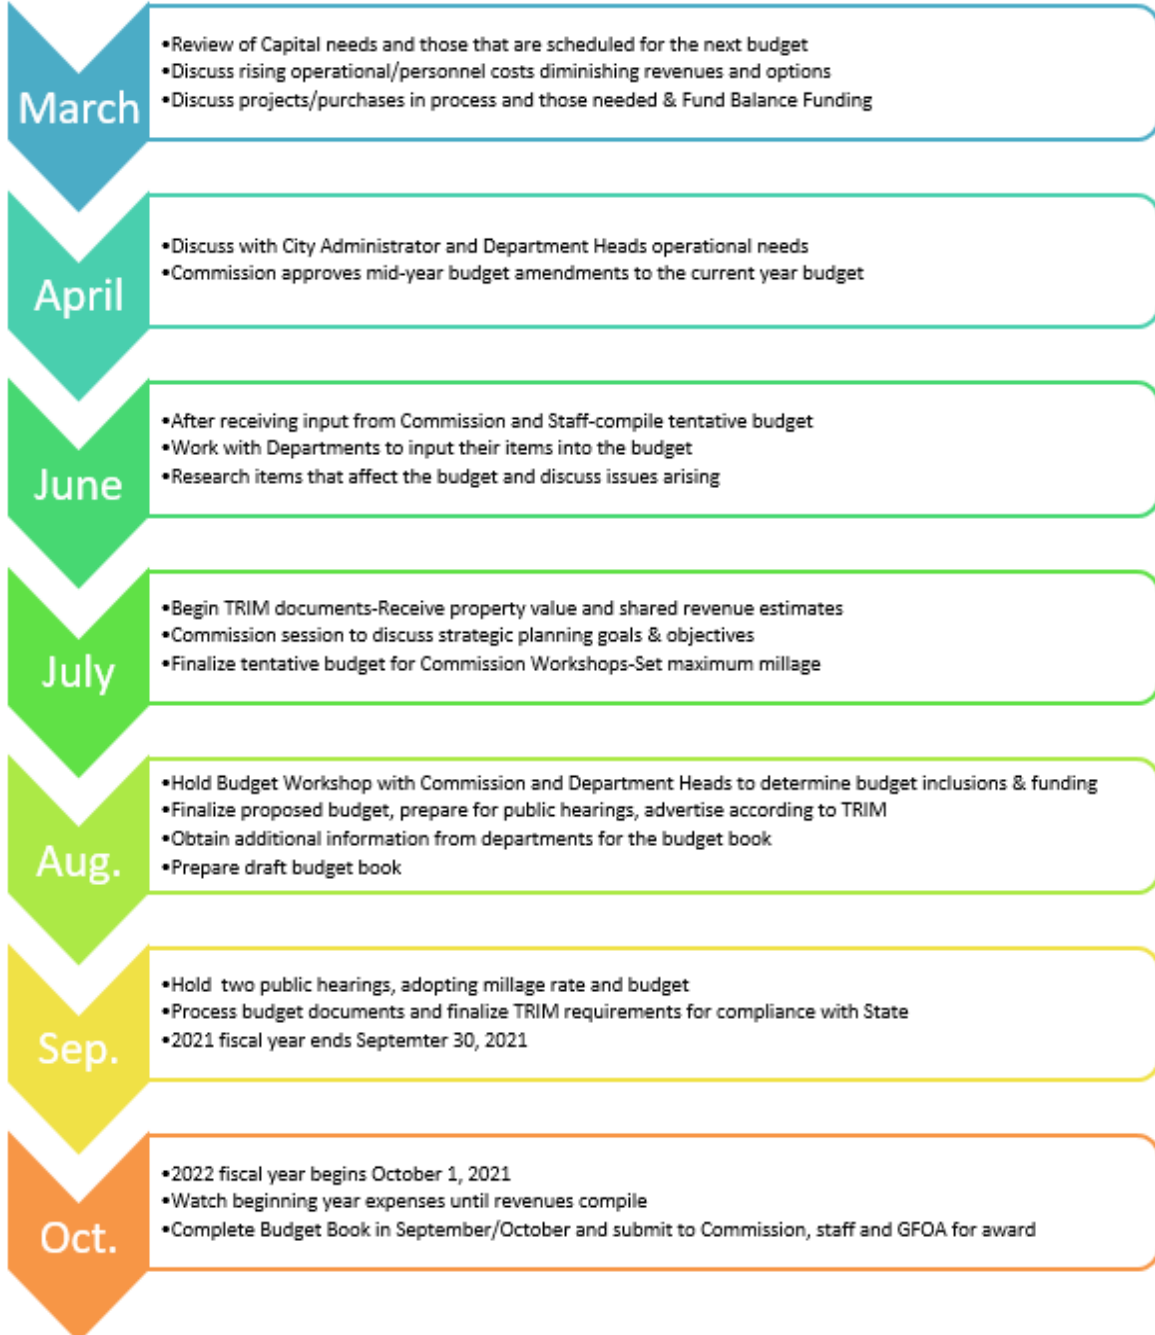 March
•Review of Capital needs and those that are scheduled for the next budget
•Discuss rising operational/personnel costs diminishing revenues and options
•Discuss projects/purchases in process and those needed & Fund Balance Funding
April
•Discuss with City Administrator and Department Heads operational needs
•Commission approves mid-year budget amendments to the current year budget
June
•After receiving input from Commission and Staff-compile tentative budget
•Work with Departments to input their items into the budget
•Research items that affect the budget and discuss issues arising
July
•Begin TRIM documents-Receive property value and shared revenue estimates
•Commission session to discuss strategic planning goals & objectives
•Finalize tentative budget for Commission Workshops-Set maximum millage
Aug.
•Hold Budget Workshop with Commission and Department Heads to determine budget inclusions & funding
•Finalize proposed budget, prepare for public hearings, advertise according to TRIM
•Obtain additional information from departments for the budget book
•Prepare draft budget book
Sep.
•Hold two public hearings, adopting millage rate and budget
•Process budget documents and finalize TRIM requirements for compliance with State
•2021 fiscal year ends Septemter 30, 2021
Oct.
•2022 fiscal year begins October 1, 2021
•Watch beginning year expenses until revenues compile
•Complete Budget Book in September/October and submit to Commission, staff and GFOA for award